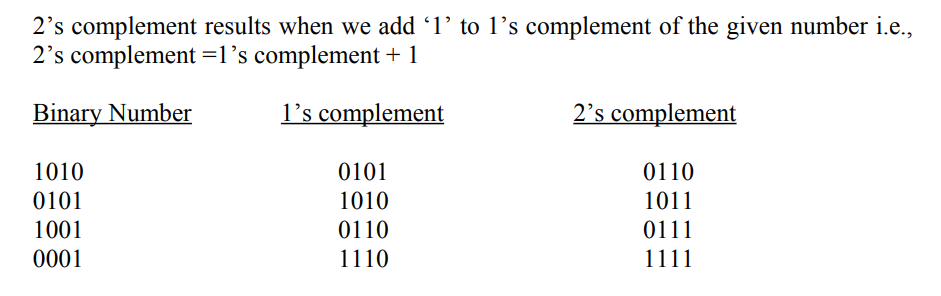 2’s complement results when we add ‘1’ to 1’s complement of the given number i.e.,
2’s complement =1’s complement + 1
Binary Number 1’s complement 2’s complement
1010 0101 0110
0101 1010 1011
1001 0110 0111
0001 1110 1111